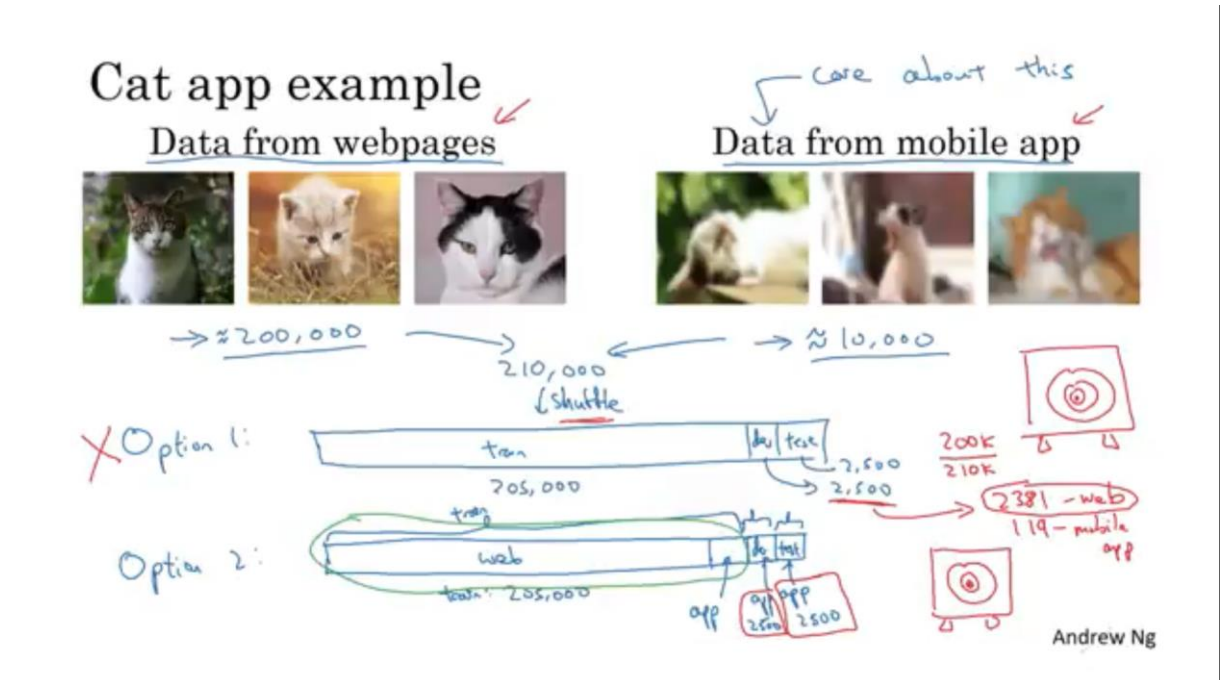 Cat app example
care about this
Data from webpages
Data from mobile app
→ ≈200,000
→ ≈ 10,000
210,000
↓ shuffle
X Option 1:
train
dev
test
205,000
2,500
2,500
200K
210K
2381 - web
119 - mobile
app
Option 2:
train
web
dev
test
train: 205,000
app
app
2500
app
2500
Andrew Ng